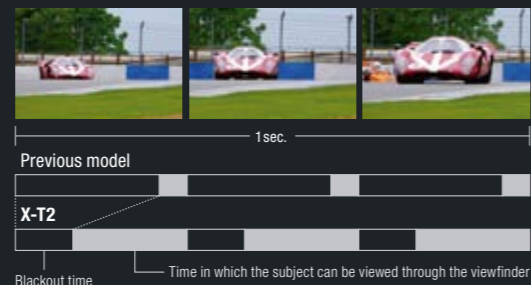 1sec.
Previous model
X-T2
Blackout time
Time in which the subject can be viewed through the viewfinder